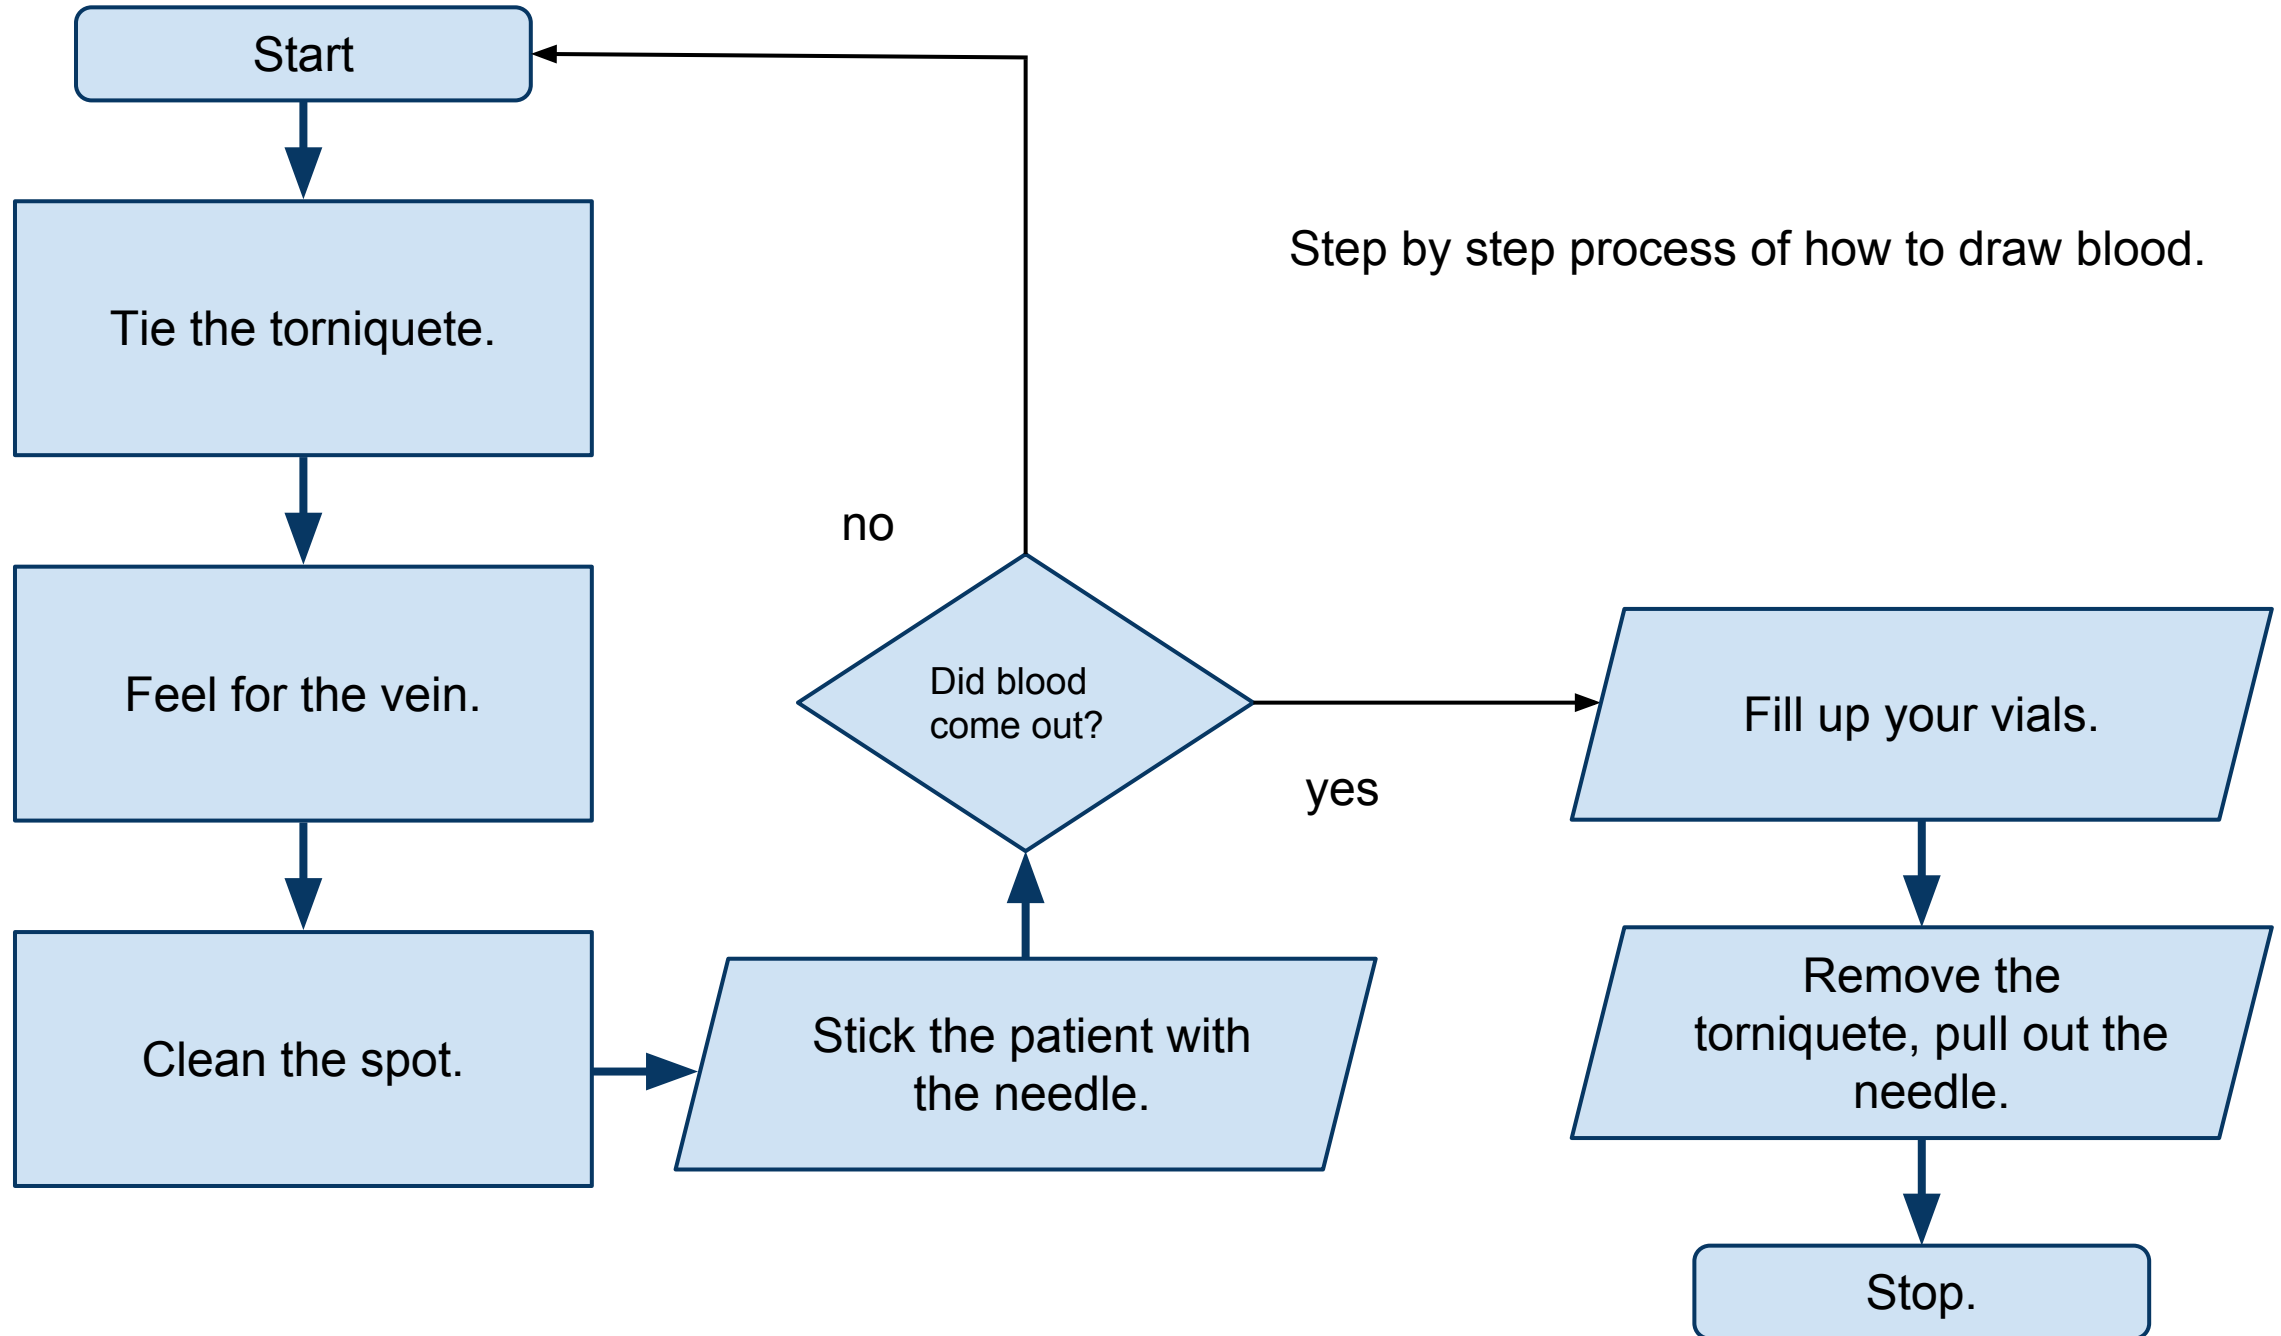 Start
Step by step process of how to draw blood.
Tie the torniquete.
Feel for the vein.
Clean the spot.
Stick the patient with
the needle.
Did blood
come out?
no
yes
Fill up your vials.
Remove the
torniquete, pull out the
needle.
Stop.